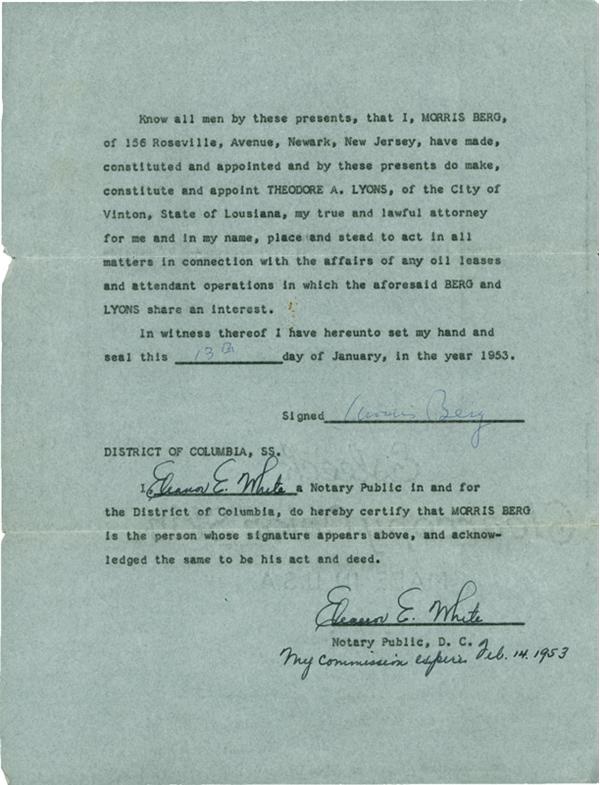 Know all men by these presents, that I, MORRIS BERG,
of 156 Roseville, Avenue, Newark, New Jersey, have made,
constituted and appointed and by these presents do make,
constitute and appoint THEODORE A. LYONS, of the City of
Vinton, State of Lousiana, my true and lawful attorney
for me and in my name, place and stead to act in all
matters in connection with the affairs of any oil leases
and attendant operations in which the aforesaid BERG and
LYONS share an interest.
In witness thereof I have hereunto set my hand and
seal this 13th day of January, in the year 1953.
Signed Morris Berg
DISTRICT OF COLUMBIA, SS.
I Eleanor E. White a Notary Public in and for
the District of Columbia, do hereby certify that MORRIS BERG
is the person whose signature appears above, and acknow-
ledged the same to be his act and deed.
Eleanor E. White
Notary Public, D. C.
My Commission expires Feb. 14. 1953